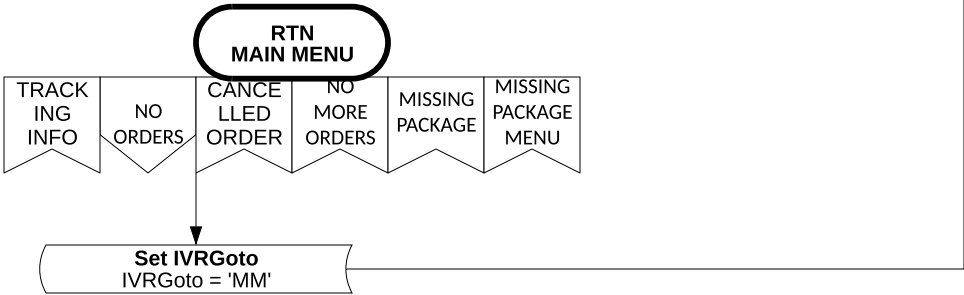 RTN
MAIN MENU
TRACK
ING
INFO
NO
ORDERS
CANCE
LLED
ORDER
NO
MORE
ORDERS
MISSING
PACKAGE
MISSING
PACKAGE
MENU
Set IVRGoto
IVRGoto = 'MM'